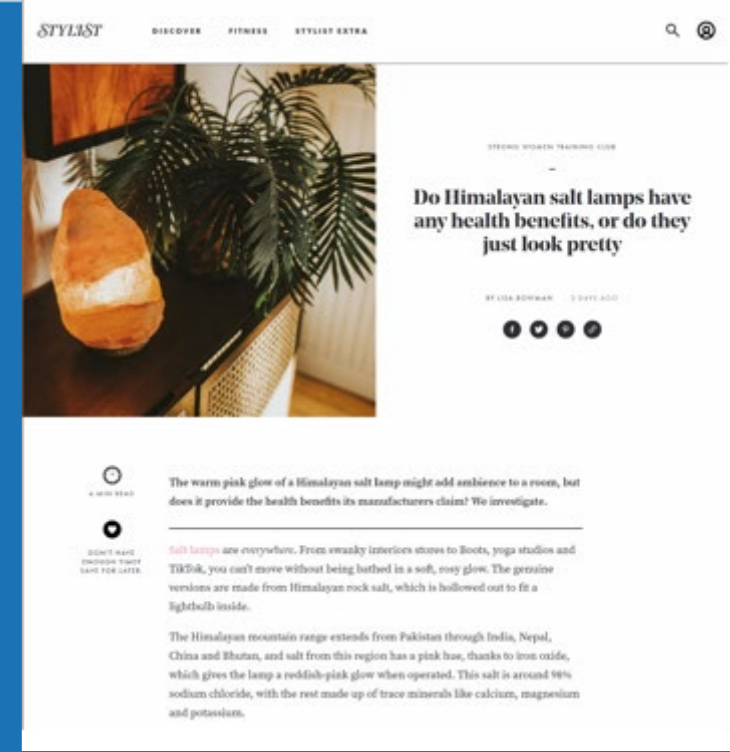 STYLIST
DISCOVER FITNESS STYLIST EXTRA
STRONG WOMEN TRAINING CLUB
Do Himalayan salt lamps have
any health benefits, or do they
just look pretty
BY LISA BOWMAN 2 DAYS AGO
The warm pink glow of a Himalayan salt lamp might add ambience to a room, but
does it provide the health benefits its manufacturers claim? We investigate.
4 MIN READ
DON'T HAVE
ENOUGH TIME?
SAVE FOR LATER
Salt lamps are everywhere. From swanky interiors stores to Boots, yoga studios and
TikTok, you can't move without being bathed in a soft, rosy glow. The genuine
versions are made from Himalayan rock salt, which is hollowed out to fit a
lightbulb inside.
The Himalayan mountain range extends from Pakistan through India, Nepal,
China and Bhutan, and salt from this region has a pink hue, thanks to iron oxide,
which gives the lamp a reddish-pink glow when operated. This salt is around 98%
sodium chloride, with the rest made up of trace minerals like calcium, magnesium
and potassium.